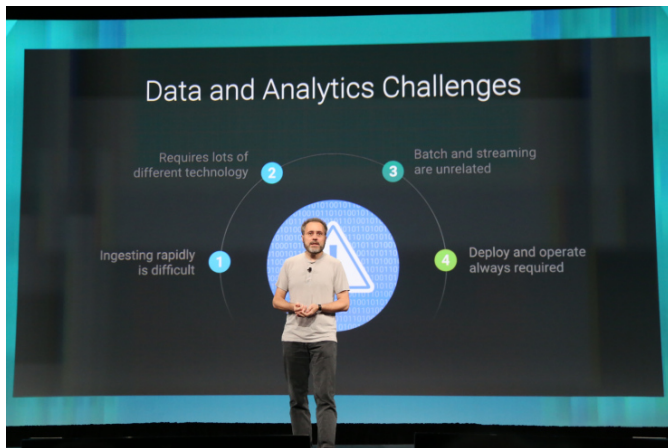 Data and Analytics Challenges
Requires lots of
different technology
2
3
Batch and streaming
are unrelated
Ingesting rapidly
is difficult
1
4
Deploy and operate
always required